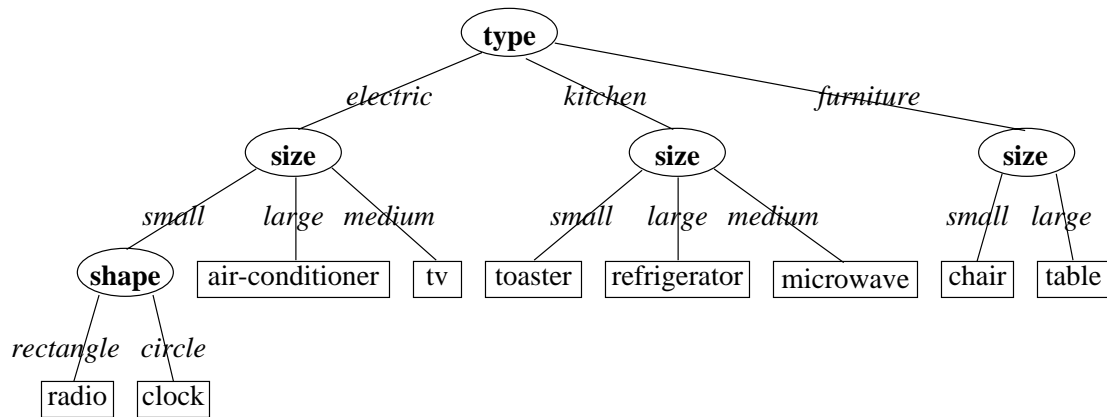 type
electric kitchen furniture
size size size
small large medium small large medium small large
shape air-conditioner tv toaster refrigerator microwave chair table
rectangle circle
radio clock